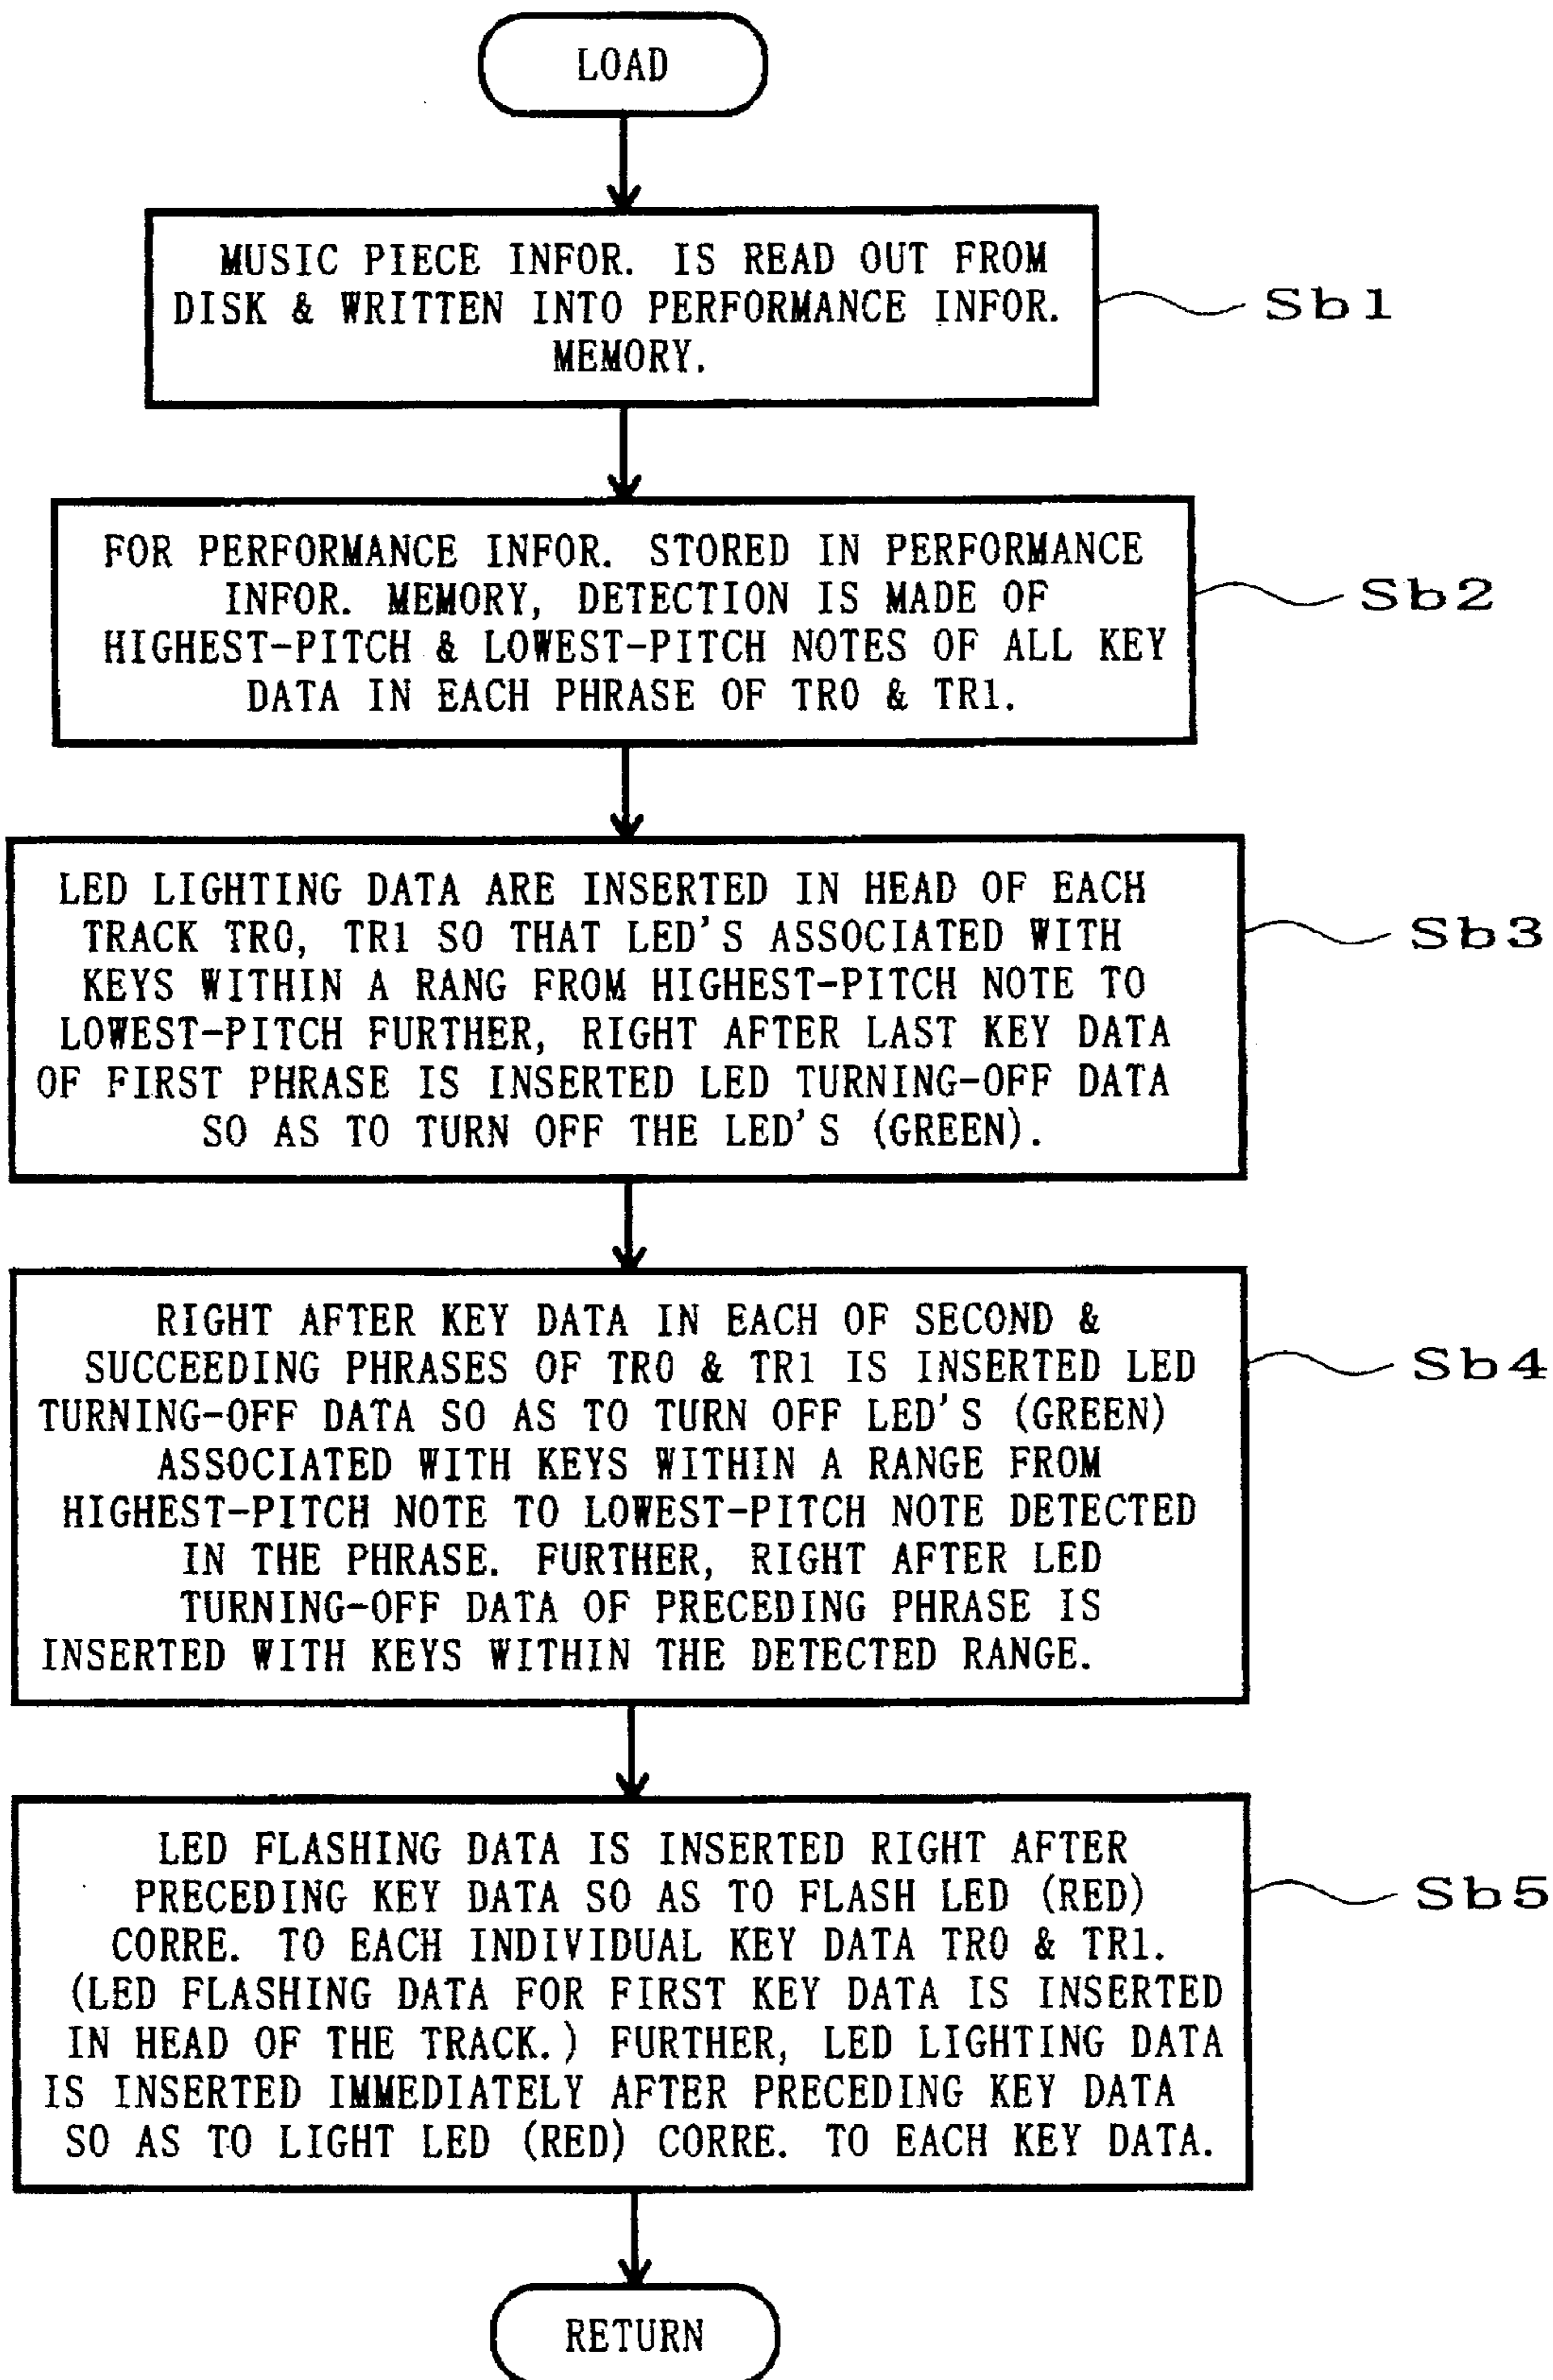 LOAD
MUSIC PIECE INFOR. IS READ OUT FROM
DISK & WRITTEN INTO PERFORMANCE INFOR.
MEMORY.
Sb1
FOR PERFORMANCE INFOR. STORED IN PERFORMANCE
INFOR. MEMORY, DETECTION IS MADE OF
HIGHEST-PITCH & LOWEST-PITCH NOTES OF ALL KEY
DATA IN EACH PHRASE OF TR0 & TR1.
Sb2
LED LIGHTING DATA ARE INSERTED IN HEAD OF EACH
TRACK TR0, TR1 SO THAT LED'S ASSOCIATED WITH
KEYS WITHIN A RANG FROM HIGHEST-PITCH NOTE TO
LOWEST-PITCH FURTHER, RIGHT AFTER LAST KEY DATA
OF FIRST PHRASE IS INSERTED LED TURNING-OFF DATA
SO AS TO TURN OFF THE LED'S (GREEN).
Sb3
RIGHT AFTER KEY DATA IN EACH OF SECOND &
SUCCEEDING PHRASES OF TR0 & TR1 IS INSERTED LED
TURNING-OFF DATA SO AS TO TURN OFF LED'S (GREEN)
ASSOCIATED WITH KEYS WITHIN A RANGE FROM
HIGHEST-PITCH NOTE TO LOWEST-PITCH NOTE DETECTED
IN THE PHRASE. FURTHER, RIGHT AFTER LED
TURNING-OFF DATA OF PRECEDING PHRASE IS
INSERTED WITH KEYS WITHIN THE DETECTED RANGE.
Sb4
LED FLASHING DATA IS INSERTED RIGHT AFTER
PRECEDING KEY DATA SO AS TO FLASH LED (RED)
CORRE. TO EACH INDIVIDUAL KEY DATA TR0 & TR1.
(LED FLASHING DATA FOR FIRST KEY DATA IS INSERTED
IN HEAD OF THE TRACK.) FURTHER, LED LIGHTING DATA
IS INSERTED IMMEDIATELY AFTER PRECEDING KEY DATA
SO AS TO LIGHT LED (RED) CORRE. TO EACH KEY DATA.
Sb5
RETURN